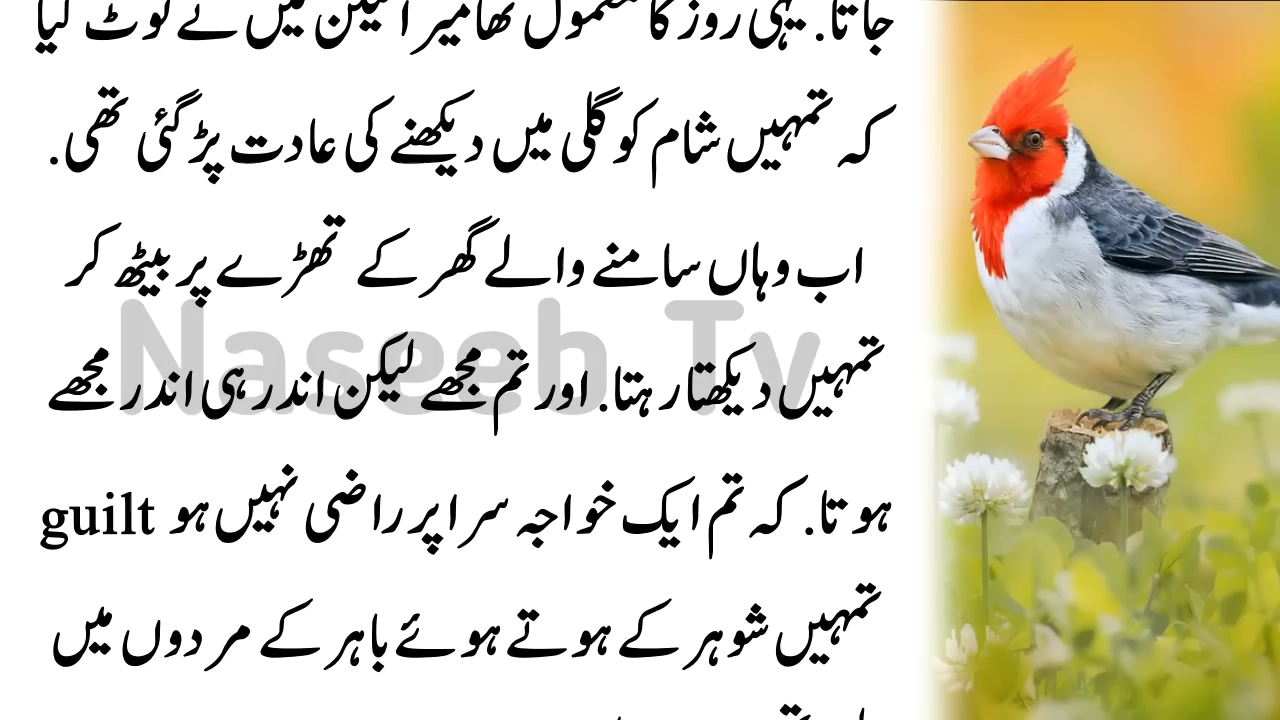 جاتا. یہی روز کا معمول تھا میرا لیکن میں نے نوٹ کیا
کہ تمہیں شام کو گلی میں دیکھنے کی عادت پڑ گئی تھی.
اب وہاں سامنے والے گھر کے تھڑے پر بیٹھ کر
تمہیں دیکھتا رہتا. اور تم مجھے لیکن اندر ہی اندر مجھے
ہوتا. کہ تم ایک خواجہ سرا پر راضی نہیں ہو guilt
تمہیں شوہر کے ہوتے ہوئے باہر کے مردوں میں
Naseeh Tv